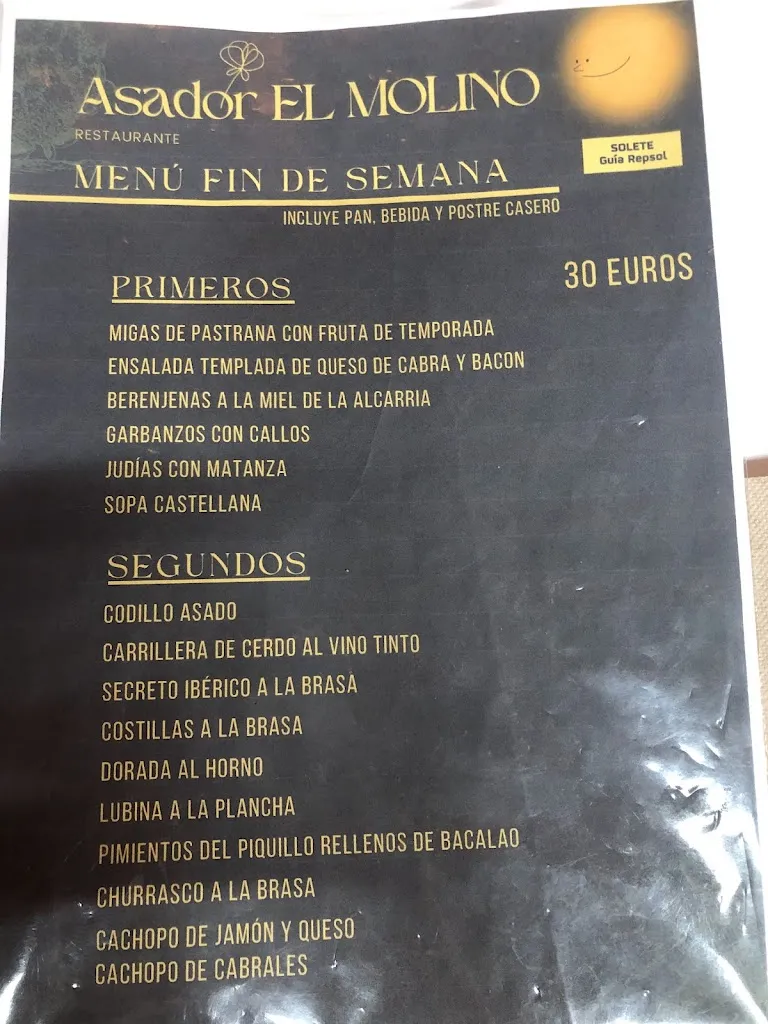 Asador EL MOLINO
RESTAURANTE
SOLETE
Guía Repsol
MENÚ FIN DE SEMANA
INCLUYE PAN, BEBIDA Y POSTRE CASERO
30 EUROS
PRIMEROS
MIGAS DE PASTRANA CON FRUTA DE TEMPORADA
ENSALADA TEMPLADA DE QUESO DE CABRA Y BACON
BERENJENAS A LA MIEL DE LA ALCARRIA
GARBANZOS CON CALLOS
JUDÍAS CON MATANZA
SOPA CASTELLANA
SEGUNDOS
CODILLO ASADO
CARRILLERA DE CERDO AL VINO TINTO
SECRETO IBÉRICO A LA BRASA
COSTILLAS A LA BRASA
DORADA AL HORNO
LUBINA A LA PLANCHA
PIMIENTOS DEL PIQUILLO RELLENOS DE BACALAO
CHURRASCO A LA BRASA
CACHOPO DE JAMÓN Y QUESO
CACHOPO DE CABRALES